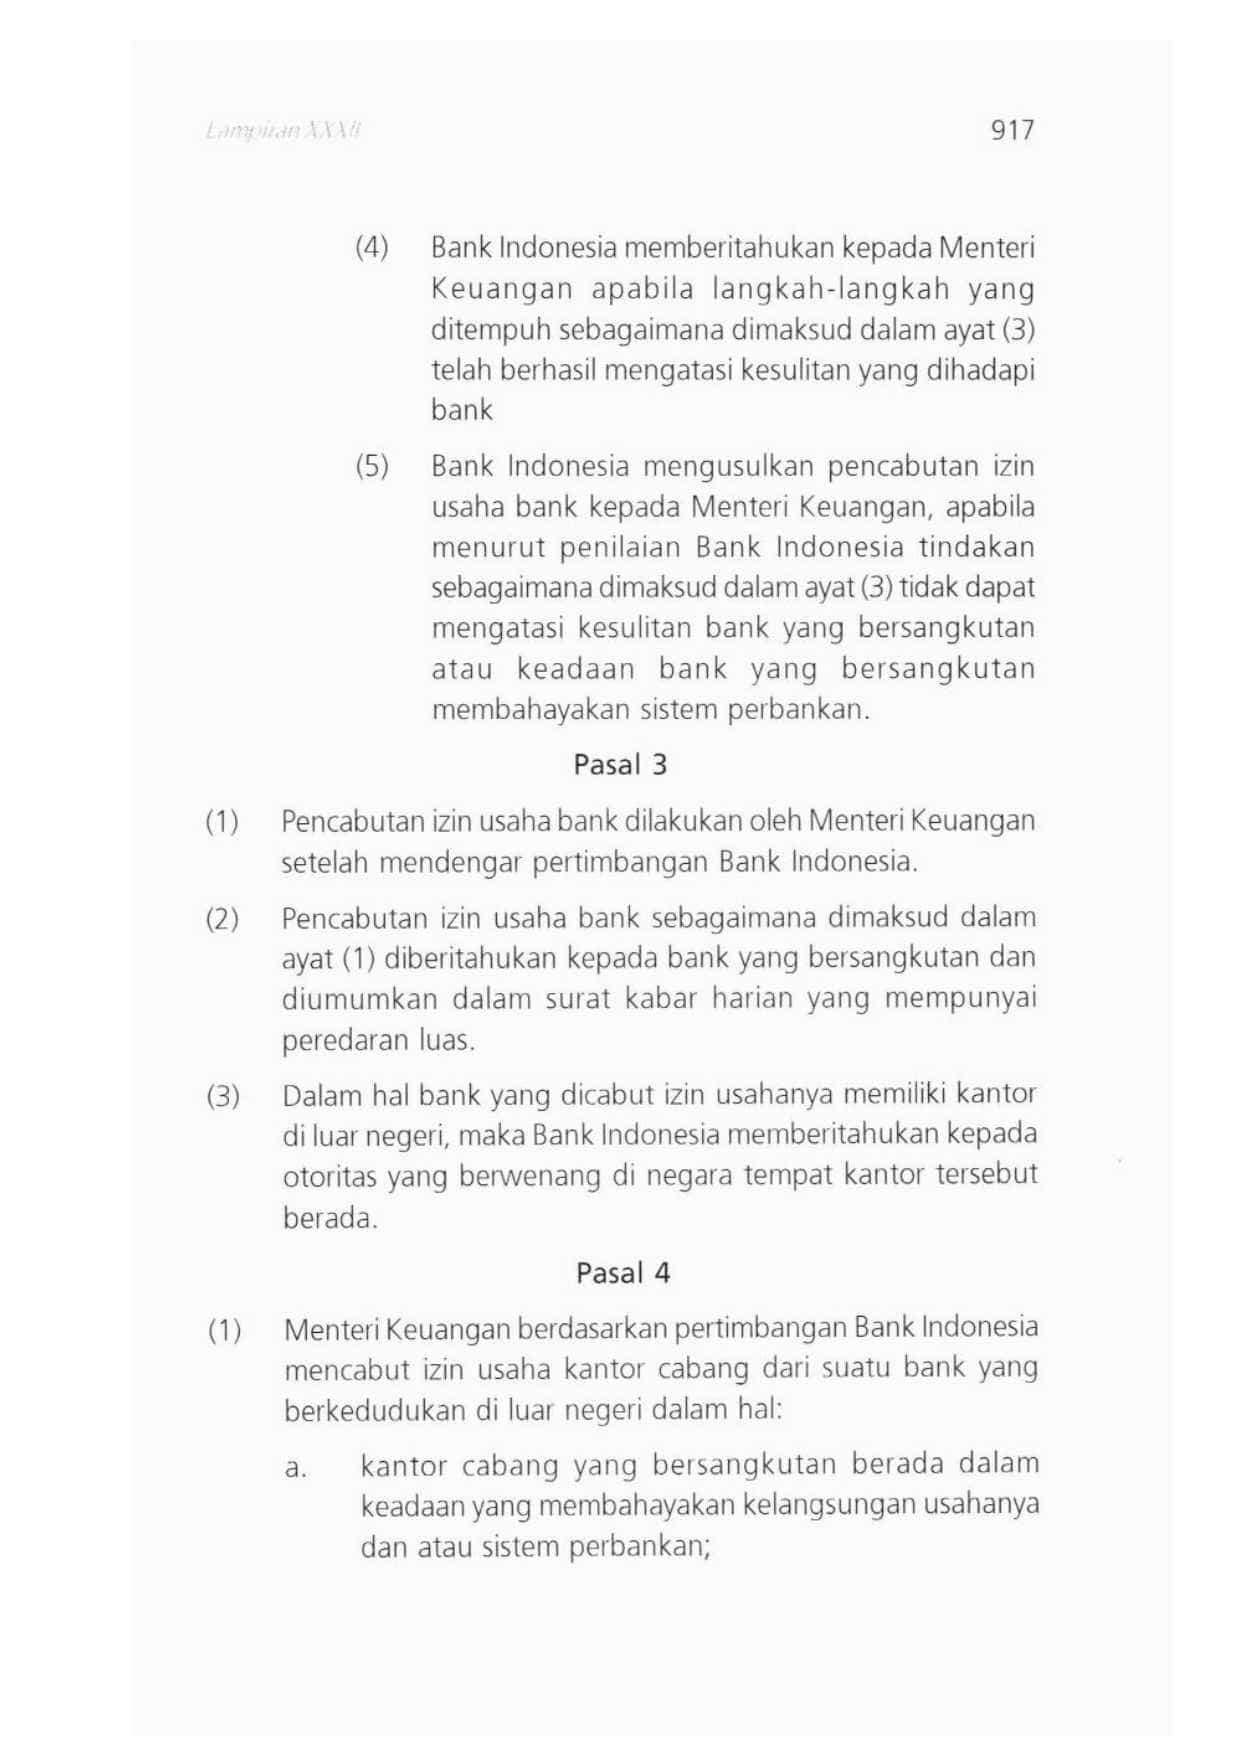 Lampiran XXXII
917
(4) Bank Indonesia memberitahukan kepada Menteri
Keuangan apabila langkah-langkah yang
ditempuh sebagaimana dimaksud dalam ayat (3)
telah berhasil mengatasi kesulitan yang dihadapi
bank
(5) Bank Indonesia mengusulkan pencabutan izin
usaha bank kepada Menteri Keuangan, apabila
menurut penilaian Bank Indonesia tindakan
sebagaimana dimaksud dalam ayat (3) tidak dapat
mengatasi kesulitan bank yang bersangkutan
atau keadaan bank yang bersangkutan
membahayakan sistem perbankan.
Pasal 3
(1) Pencabutan izin usaha bank dilakukan oleh Menteri Keuangan
setelah mendengar pertimbangan Bank Indonesia.
(2) Pencabutan izin usaha bank sebagaimana dimaksud dalam
ayat (1) diberitahukan kepada bank yang bersangkutan dan
diumumkan dalam surat kabar harian yang mempunyai
peredaran luas.
(3) Dalam hal bank yang dicabut izin usahanya memiliki kantor
di luar negeri, maka Bank Indonesia memberitahukan kepada
otoritas yang berwenang di negara tempat kantor tersebut
berada.
Pasal 4
(1) Menteri Keuangan berdasarkan pertimbangan Bank Indonesia
mencabut izin usaha kantor cabang dari suatu bank yang
berkedudukan di luar negeri dalam hal:
a. kantor cabang yang bersangkutan berada dalam
keadaan yang membahayakan kelangsungan usahanya
dan atau sistem perbankan;